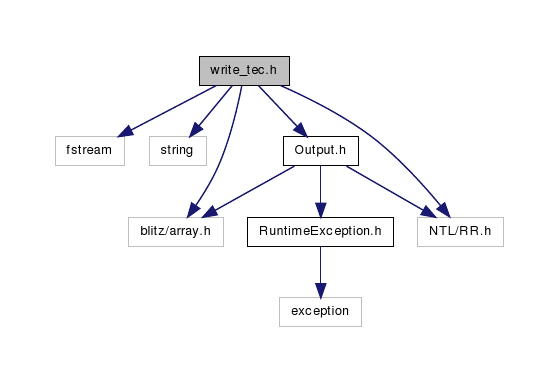 write_tec.h
fstream
string
Output.h
blitz/array.h
RuntimeException.h
NTL/RR.h
exception